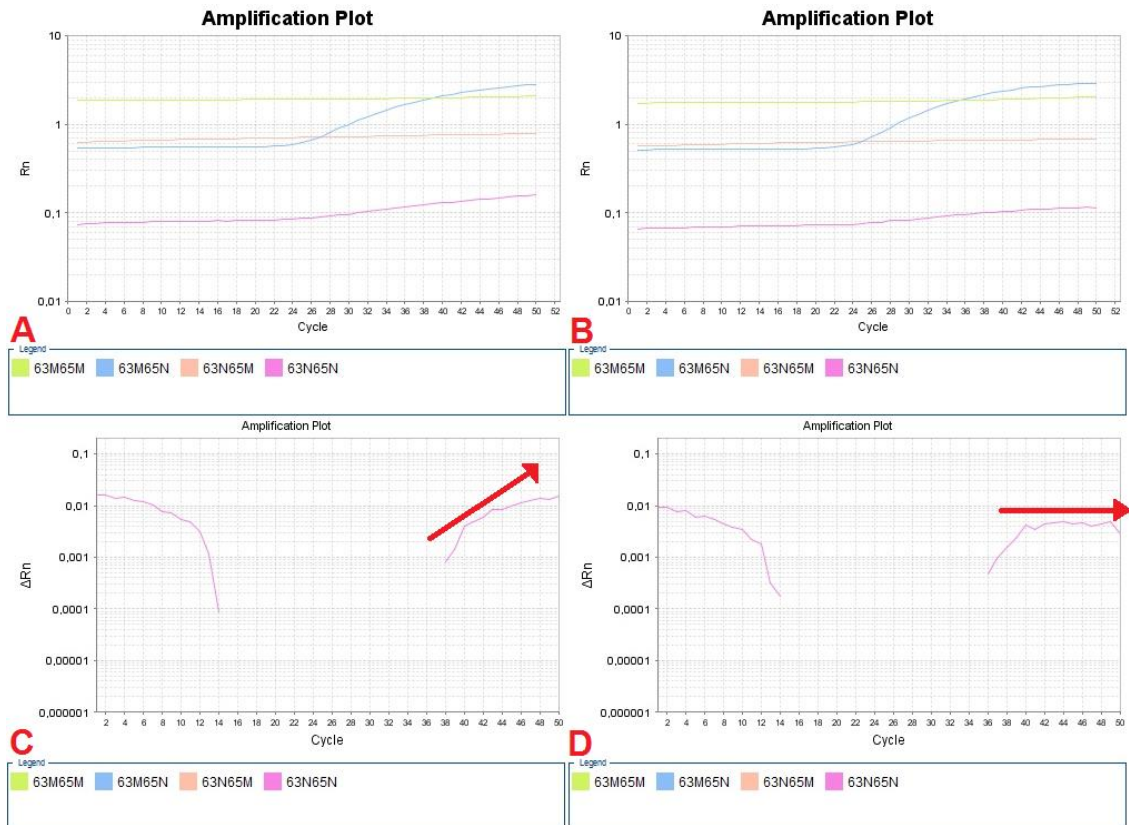 Amplification Plot
10
1
0,1
0,01
Rn
0 2 4 6 8 10 12 14 16 18 20 22 24 26 28 30 32 34 36 38 40 42 44 46 48 50 52
Cycle
A
Legend
63M65M 63M65N 63N65M 63N65N
Amplification Plot
10
1
0,1
0,01
Rn
0 2 4 6 8 10 12 14 16 18 20 22 24 26 28 30 32 34 36 38 40 42 44 46 48 50 52
Cycle
B
Legend
63M65M 63M65N 63N65M 63N65N
Amplification Plot
0,1
0,01
0,001
0,0001
0,00001
0,000001
ΔRn
2 4 6 8 10 12 14 16 18 20 22 24 26 28 30 32 34 36 38 40 42 44 46 48 50
Cycle
C
Legend
63M65M 63M65N 63N65M 63N65N
Amplification Plot
0,1
0,01
0,001
0,0001
0,00001
0,000001
ΔRn
2 4 6 8 10 12 14 16 18 20 22 24 26 28 30 32 34 36 38 40 42 44 46 48 50
Cycle
D
Legend
63M65M 63M65N 63N65M 63N65N